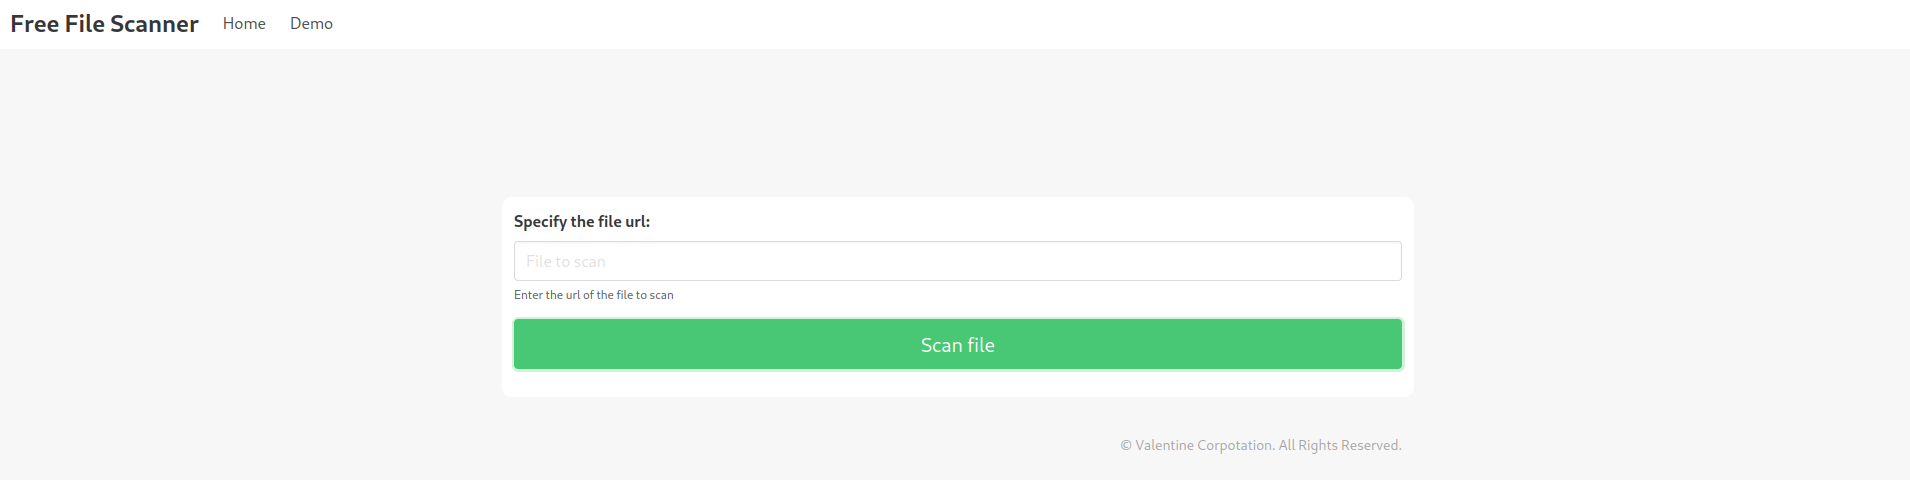 Free File Scanner Home Demo
Specify the file url:
File to scan
Enter the url of the file to scan
Scan file
© Valentine Corpotation. All Rights Reserved.